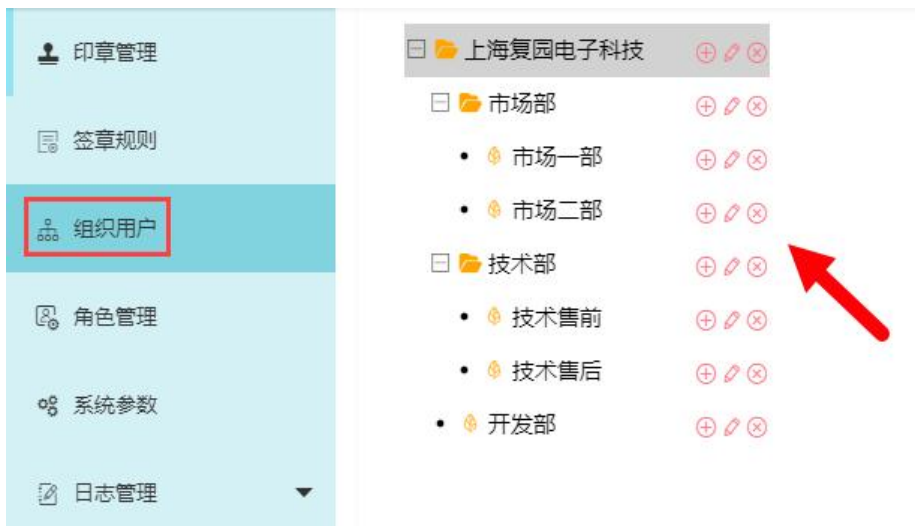 印章管理
签章规则
组织用户
角色管理
系统参数
日志管理
上海复园电子科技
市场部
市场一部
市场二部
技术部
技术售前
技术售后
开发部